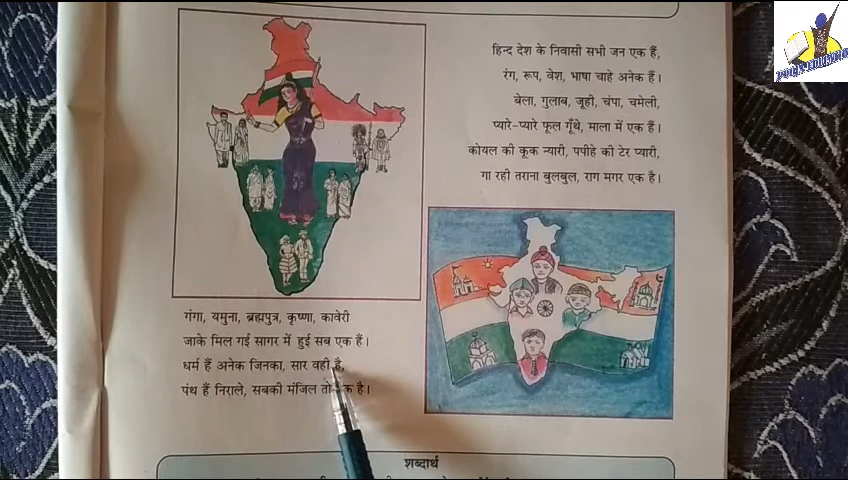 हिन्द देश के निवासी सभी जन एक हैं,
रंग, रूप, वेश, भाषा चाहे अनेक हैं।
बेला, गुलाब, जूही, चंपा, चमेली,
प्यारे-प्यारे फूल गूँथे, माला में एक हैं।
कोयल की कूक न्यारी, पपीहे की टेर प्यारी,
गा रही तराना बुलबुल, राग मगर एक है।
गंगा, यमुना, ब्रह्मपुत्र, कृष्णा, कावेरी
जाके मिल गई सागर में हुई सब एक हैं।
धर्म हैं अनेक जिनका, सार वही है,
पंथ हैं निराले, सबकी मंजिल तो है।
शब्दार्थ